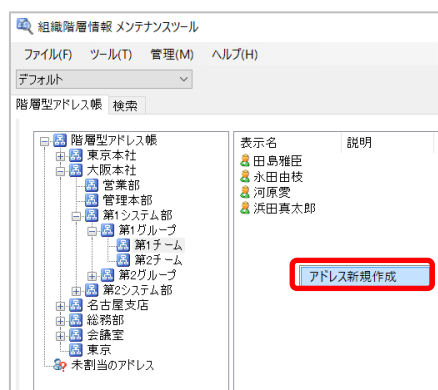 組織階層情報 メンテナンスツール
ファイル(F) ツール(T) 管理(M) ヘルプ(H)
デフォルト
階層型アドレス帳 検索
階層型アドレス帳
東京本社
大阪本社
営業部
管理本部
第1システム部
第1グループ
第1チーム
第2チーム
第2グループ
第2システム部
名古屋支店
総務部
会議室
東京
未割当のアドレス
表示名 説明
田島雅臣
永田由枝
河原愛
浜田真太郎
アドレス新規作成